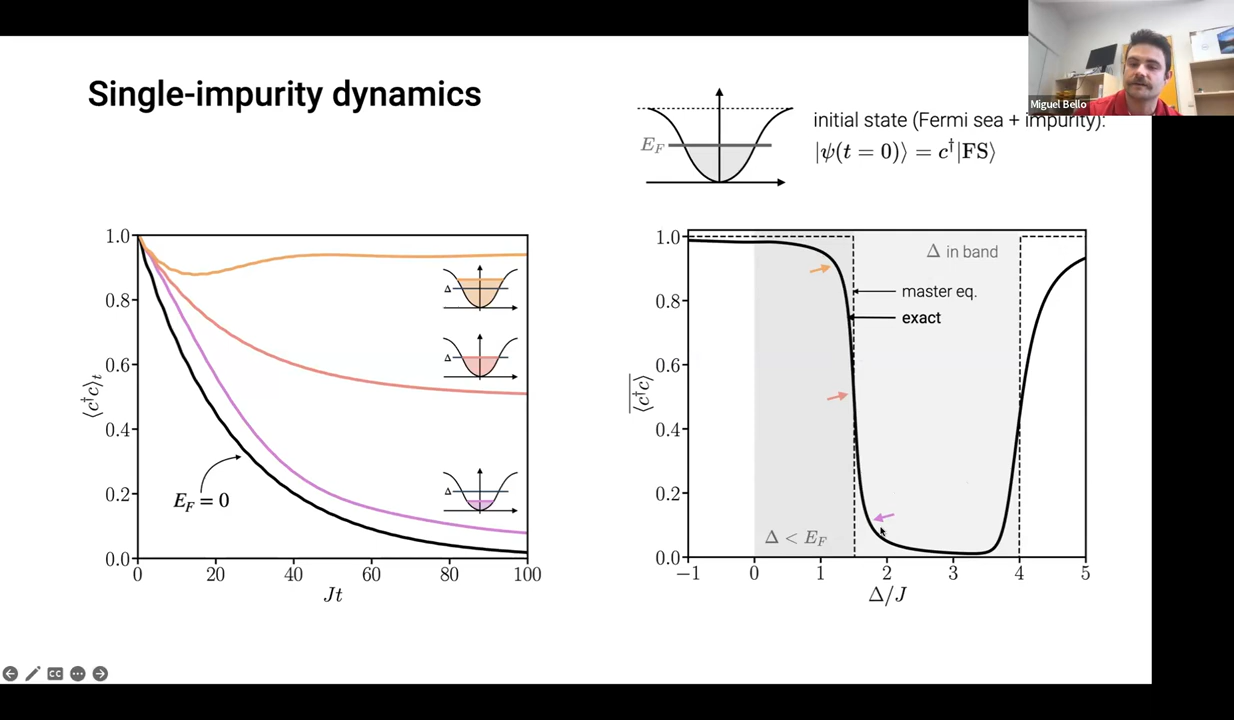 Single-impurity dynamics
Miguel Bello
initial state (Fermi sea + impurity):
|ψ(t = 0)⟩ = c†|FS⟩
E_F
1.0
0.8
0.6
0.4
0.2
0.0
⟨c†c⟩_t
0
20
40
60
80
100
Jt
E_F = 0
Δ
Δ
Δ
1.0
0.8
0.6
0.4
0.2
0.0
⟨c†c⟩
Δ in band
master eq.
exact
Δ < E_F
−1
0
1
2
3
4
5
Δ/J
CC